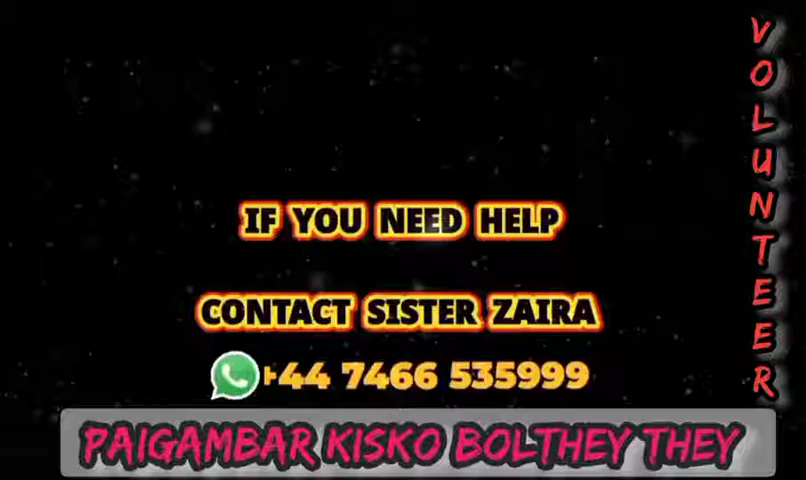 IF YOU NEED HELP
CONTACT SISTER ZAIRA
+44 7466 535999
PAIGAMBAR KISKO BOLTHEY THEY
VOLUNTEER